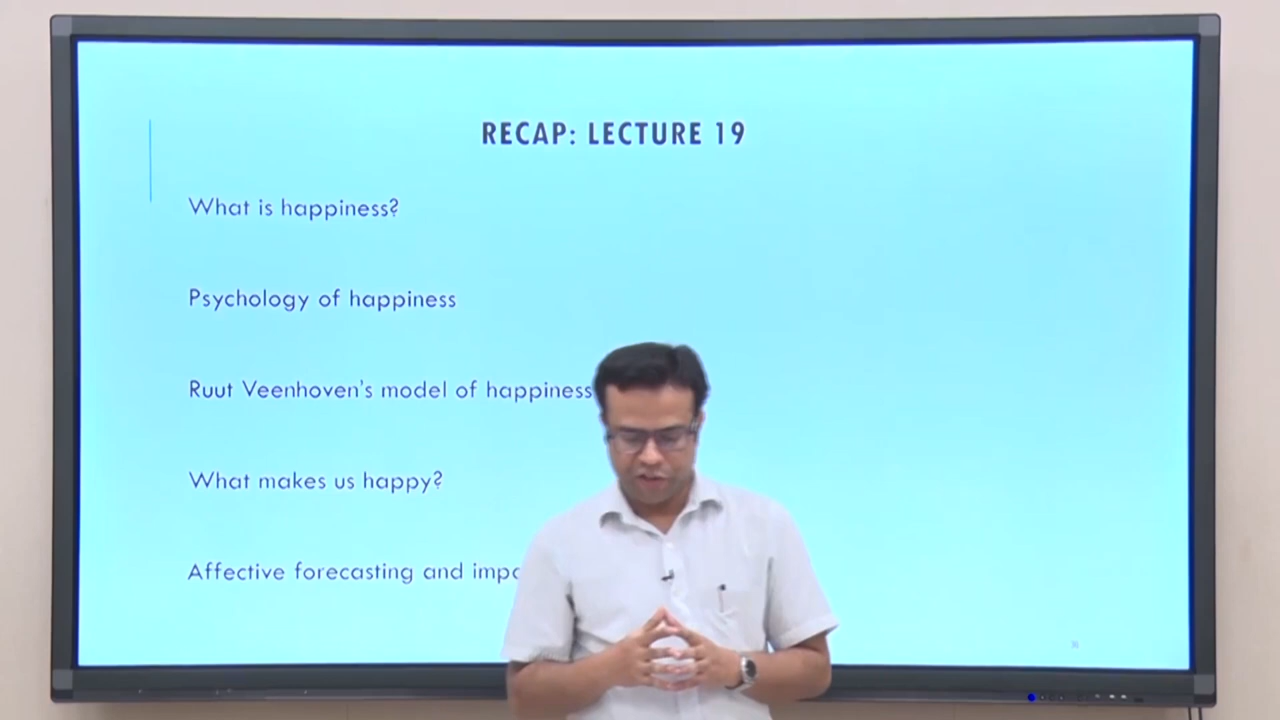 RECAP: LECTURE 19
What is happiness?
Psychology of happiness
Ruut Veenhoven's model of happiness
What makes us happy?
Affective forecasting and